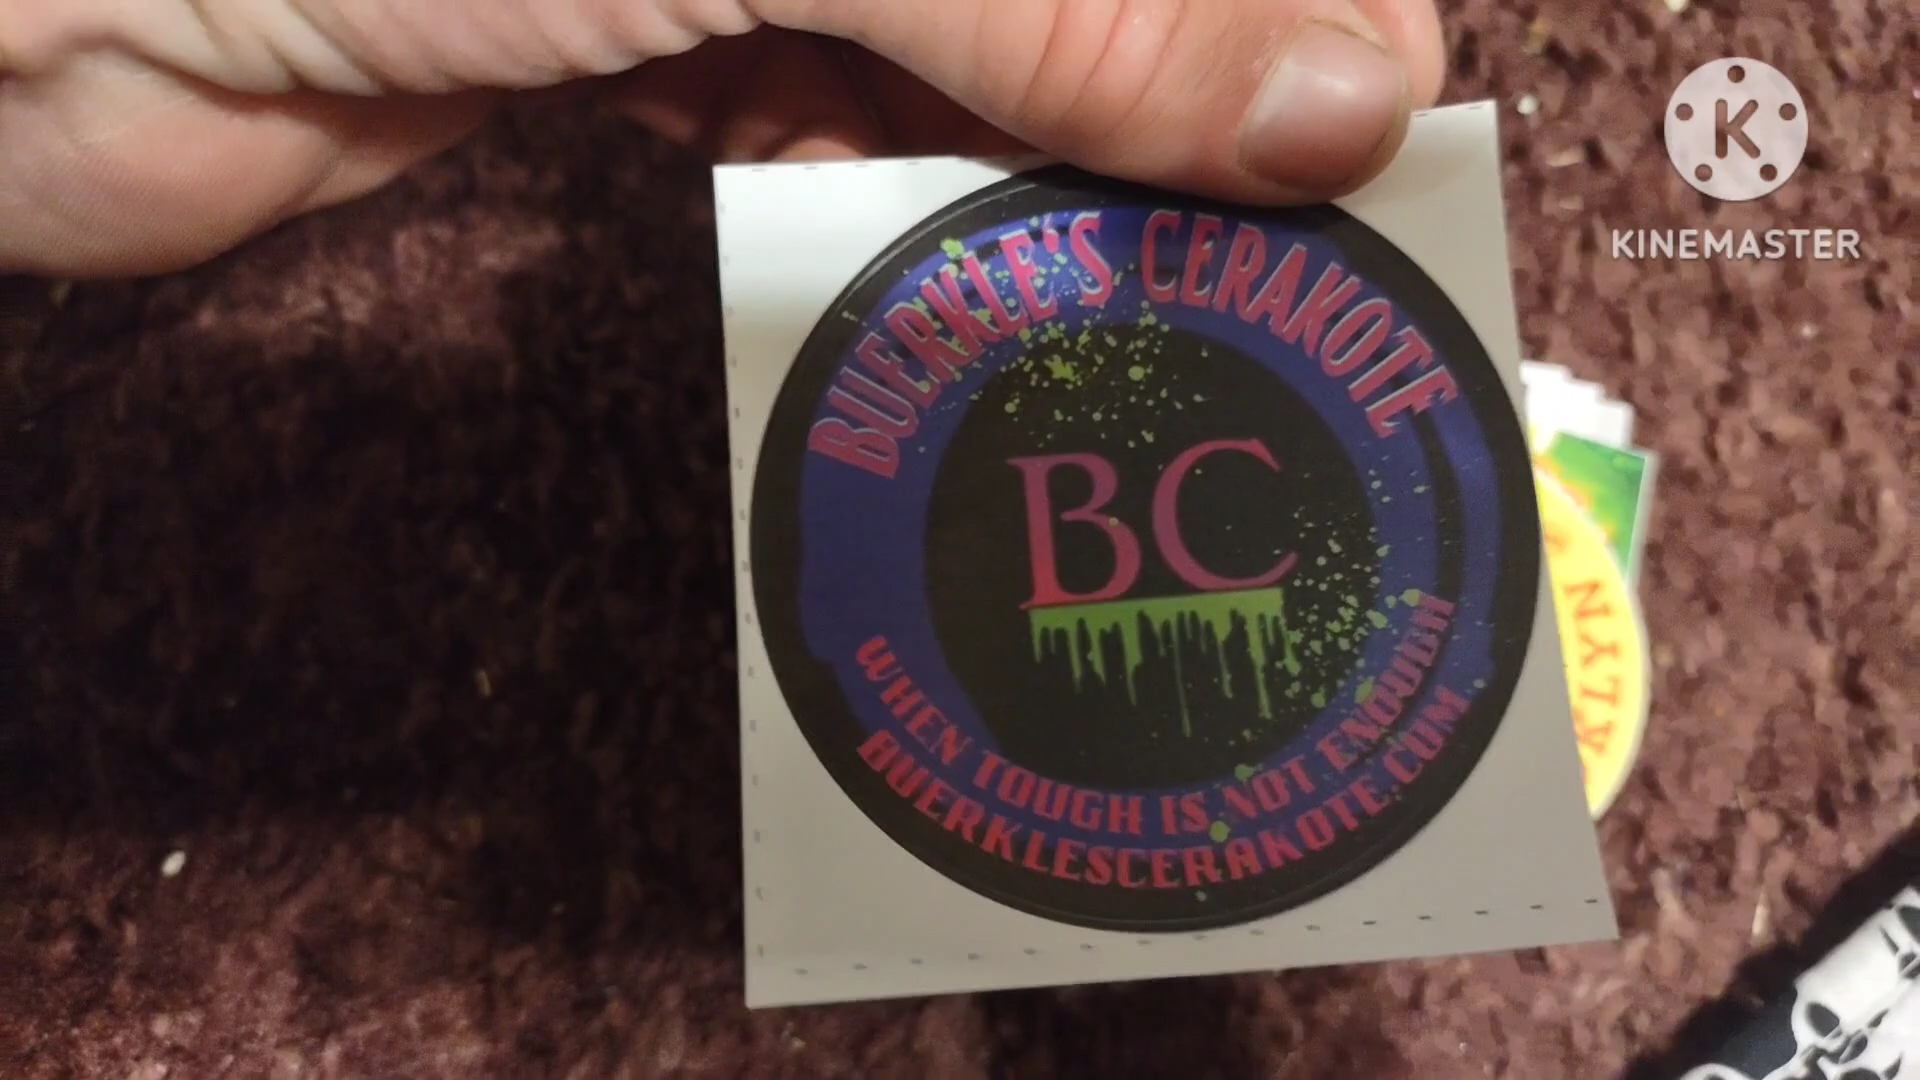 K
KINEMASTER
BUERKLE'S CERAKOTE
BC
WHEN TOUGH IS NOT ENOUGH
BUERKLESCERAKOTE.COM